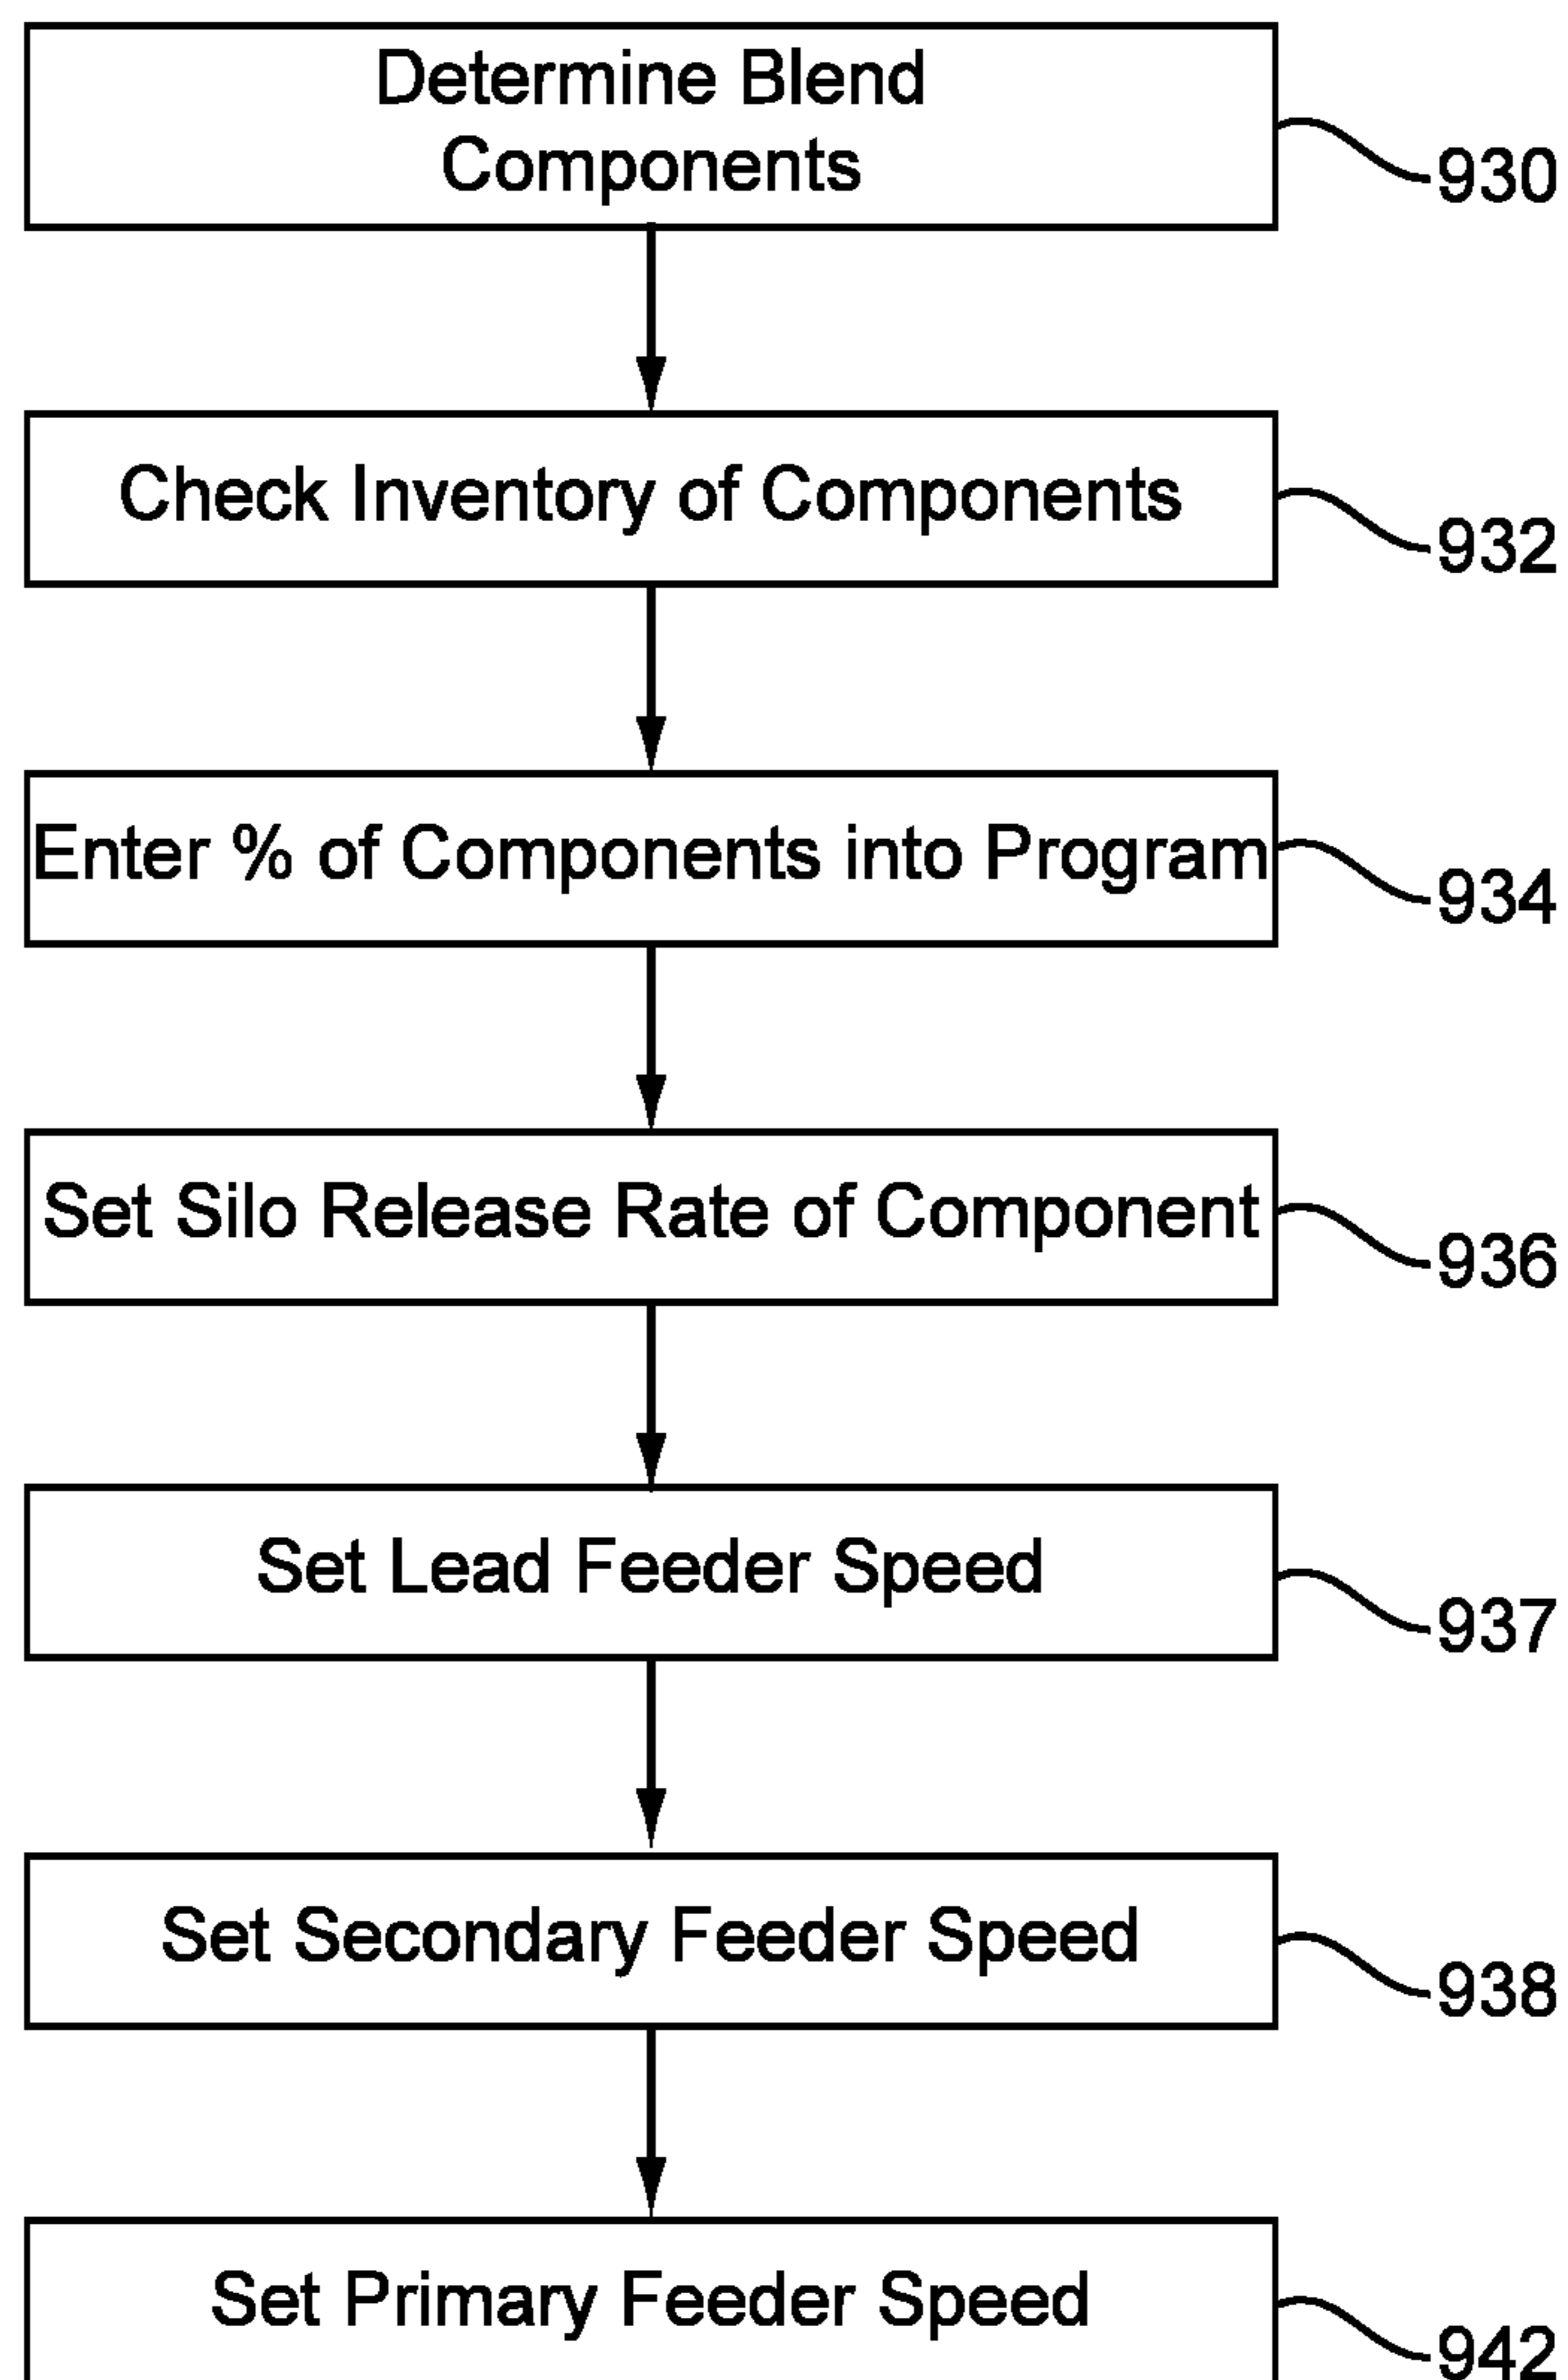 Determine Blend
Components
930
Check Inventory of Components
932
Enter % of Components into Program
934
Set Silo Release Rate of Component
936
Set Lead Feeder Speed
937
Set Secondary Feeder Speed
938
Set Primary Feeder Speed
942